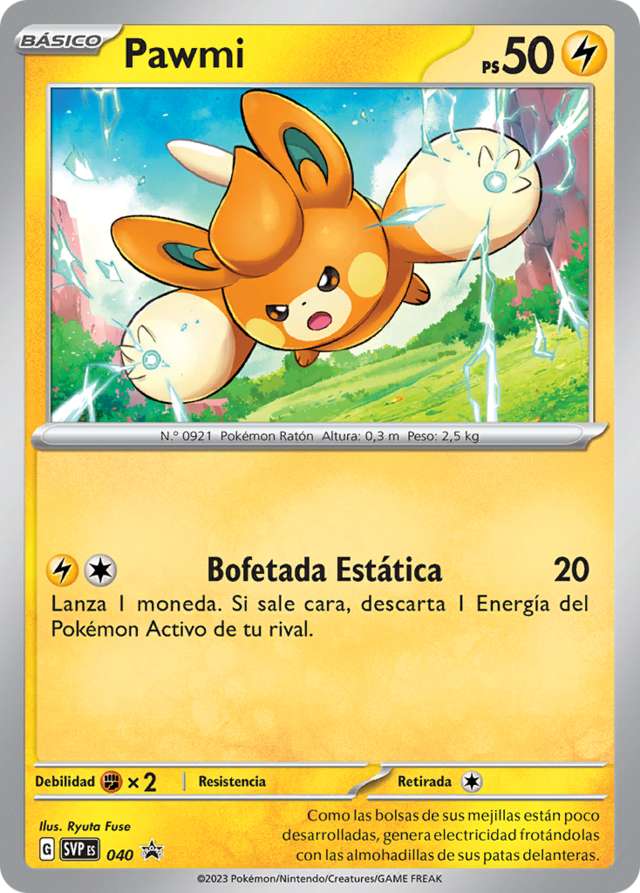 BÁSICO
Pawmi
PS 50
N.º 0921 Pokémon Ratón Altura: 0,3 m Peso: 2,5 kg
Bofetada Estática 20
Lanza 1 moneda. Si sale cara, descarta 1 Energía del
Pokémon Activo de tu rival.
Debilidad ×2 Resistencia Retirada
Ilus. Ryuta Fuse
G SVP ES 040
Como las bolsas de sus mejillas están poco
desarrolladas, genera electricidad frotándolas
con las almohadillas de sus patas delanteras.
©2023 Pokémon/Nintendo/Creatures/GAME FREAK